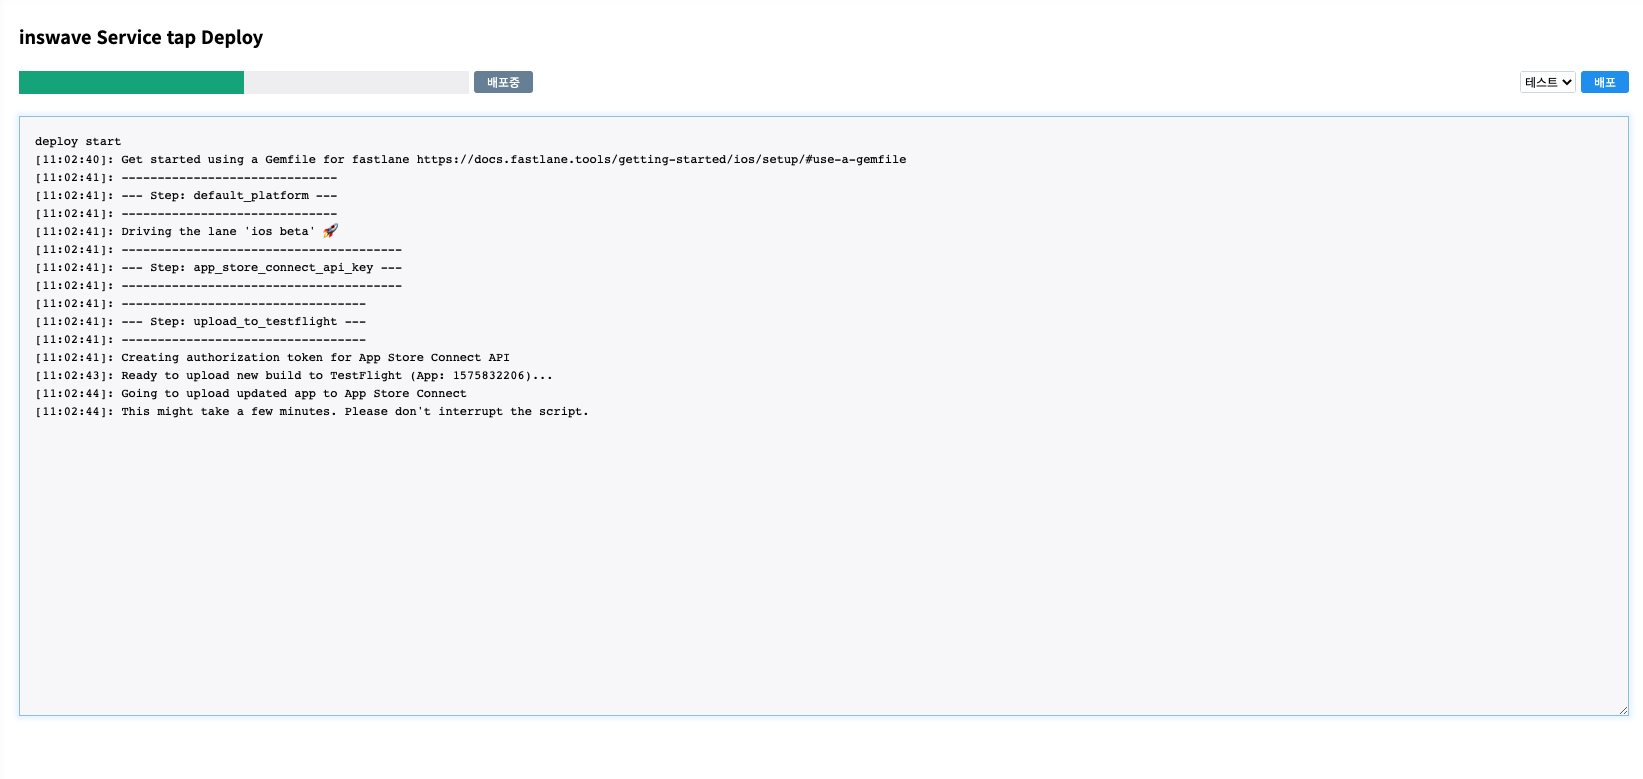 inswave Service tap Deploy
배포중
테스트
배포
deploy start
[11:02:40]: Get started using a Gemfile for fastlane https://docs.fastlane.tools/getting-started/ios/setup/#use-a-gemfile
[11:02:41]: ------------------------------
[11:02:41]: --- Step: default_platform ---
[11:02:41]: ------------------------------
[11:02:41]: Driving the lane 'ios beta' 🚀
[11:02:41]: ---------------------------------------
[11:02:41]: --- Step: app_store_connect_api_key ---
[11:02:41]: ---------------------------------------
[11:02:41]: ----------------------------------
[11:02:41]: --- Step: upload_to_testflight ---
[11:02:41]: ----------------------------------
[11:02:41]: Creating authorization token for App Store Connect API
[11:02:43]: Ready to upload new build to TestFlight (App: 1575832206)...
[11:02:44]: Going to upload updated app to App Store Connect
[11:02:44]: This might take a few minutes. Please don't interrupt the script.